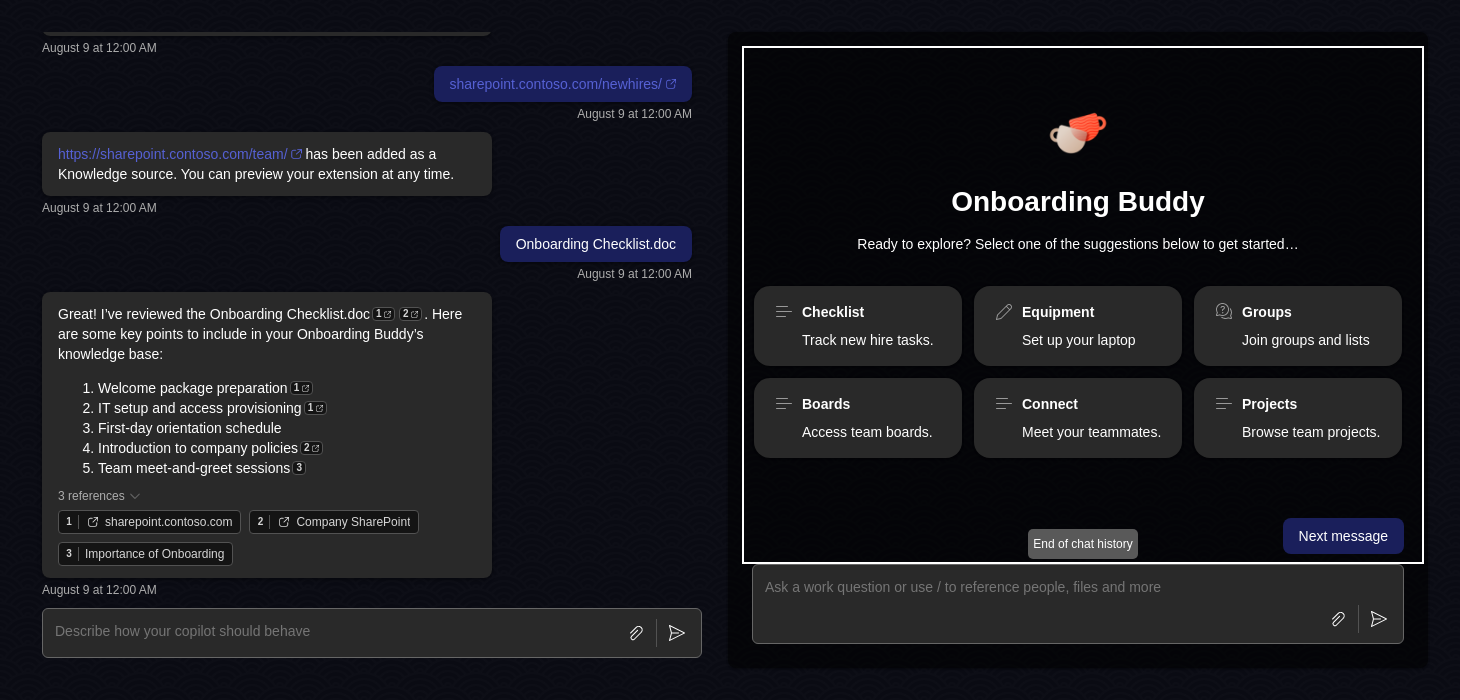 August 9 at 12:00 AM
sharepoint.contoso.com/newhires/
August 9 at 12:00 AM
https://sharepoint.contoso.com/team/ has been added as a
Knowledge source. You can preview your extension at any time.
August 9 at 12:00 AM
Onboarding Checklist.doc
August 9 at 12:00 AM
Great! I've reviewed the Onboarding Checklist.doc 1 2 . Here
are some key points to include in your Onboarding Buddy's
knowledge base:
1. Welcome package preparation 1
2. IT setup and access provisioning 1
3. First-day orientation schedule
4. Introduction to company policies 2
5. Team meet-and-greet sessions 3
3 references
1 sharepoint.contoso.com 2 Company SharePoint
3 Importance of Onboarding
August 9 at 12:00 AM
Describe how your copilot should behave
Onboarding Buddy
Ready to explore? Select one of the suggestions below to get started…
Checklist
Track new hire tasks.
Equipment
Set up your laptop
Groups
Join groups and lists
Boards
Access team boards.
Connect
Meet your teammates.
Projects
Browse team projects.
Next message
End of chat history
Ask a work question or use / to reference people, files and more